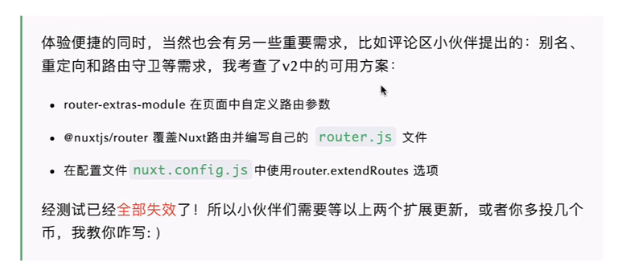 体验便捷的同时，当然也会有另一些重要需求，比如评论区小伙伴提出的：别名、
重定向和路由守卫等需求，我考查了v2中的可用方案：
• router-extras-module 在页面中自定义路由参数
• @nuxtjs/router 覆盖Nuxt路由并编写自己的 router.js 文件
• 在配置文件 nuxt.config.js 中使用router.extendRoutes 选项
经测试已经全部失效了！所以小伙伴们需要等以上两个扩展更新，或者你多投几个
币，我教你咋写: )